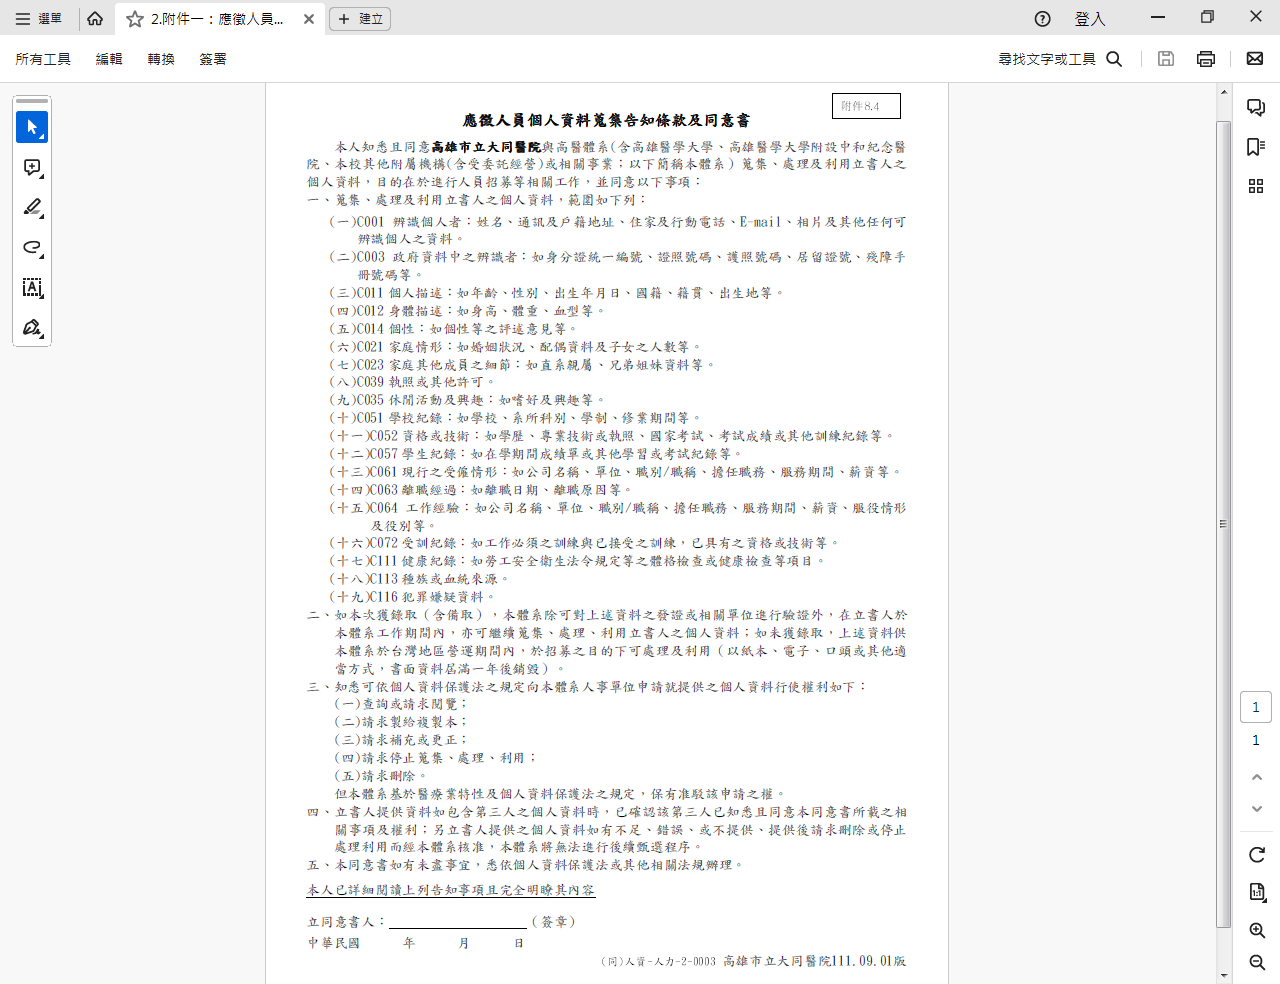 選單
2.附件一：應徵人員...
建立
登入
所有工具
編輯
轉換
簽署
尋找文字或工具
附件8.4
應徵人員個人資料蒐集告知條款及同意書
本人知悉且同意高雄市立大同醫院與高醫體系(含高雄醫學大學、高雄醫學大學附設中和紀念醫
院、本校其他附屬機構(含受委託經營)或相關事業；以下簡稱本體系）蒐集、處理及利用立書人之
個人資料，目的在於進行人員招募等相關工作，並同意以下事項：
一、蒐集、處理及利用立書人之個人資料，範圍如下列：
(一)C001 辨識個人者：姓名、通訊及戶籍地址、住家及行動電話、E-mail、相片及其他任何可
辨識個人之資料。
(二)C003 政府資料中之辨識者：如身分證統一編號、證照號碼、護照號碼、居留證號、殘障手
冊號碼等。
(三)C011 個人描述：如年齡、性別、出生年月日、國籍、籍貫、出生地等。
(四)C012 身體描述：如身高、體重、血型等。
(五)C014 個性：如個性等之評述意見等。
(六)C021 家庭情形：如婚姻狀況、配偶資料及子女之人數等。
(七)C023 家庭其他成員之細節：如直系親屬、兄弟姐妹資料等。
(八)C039 執照或其他許可。
(九)C035 休閒活動及興趣：如嗜好及興趣等。
(十)C051 學校紀錄：如學校、系所科別、學制、修業期間等。
(十一)C052 資格或技術：如學歷、專業技術或執照、國家考試、考試成績或其他訓練紀錄等。
(十二)C057 學生紀錄：如在學期間成績單或其他學習或考試紀錄等。
(十三)C061 現行之受僱情形：如公司名稱、單位、職別/職稱、擔任職務、服務期間、薪資等。
(十四)C063 離職經過：如離職日期、離職原因等。
(十五)C064 工作經驗：如公司名稱、單位、職別/職稱、擔任職務、服務期間、薪資、服役情形
及役別等。
(十六)C072 受訓紀錄：如工作必須之訓練與已接受之訓練，已具有之資格或技術等。
(十七)C111 健康紀錄：如勞工安全衛生法令規定等之體格檢查或健康檢查等項目。
(十八)C113 種族或血統來源。
(十九)C116 犯罪嫌疑資料。
二、如本次獲錄取（含備取），本體系除可對上述資料之發證或相關單位進行驗證外，在立書人於
本體系工作期間內，亦可繼續蒐集、處理、利用立書人之個人資料；如未獲錄取，上述資料供
本體系於台灣地區營運期間內，於招募之目的下可處理及利用（以紙本、電子、口頭或其他適
當方式，書面資料屆滿一年後銷毀）。
三、知悉可依個人資料保護法之規定向本體系人事單位申請就提供之個人資料行使權利如下：
(一)查詢或請求閱覽；
(二)請求製給複製本；
(三)請求補充或更正；
(四)請求停止蒐集、處理、利用；
(五)請求刪除。
但本體系基於醫療業特性及個人資料保護法之規定，保有准駁該申請之權。
四、立書人提供資料如包含第三人之個人資料時，已確認該第三人已知悉且同意本同意書所載之相
關事項及權利；另立書人提供之個人資料如有不足、錯誤、或不提供、提供後請求刪除或停止
處理利用而經本體系核准，本體系將無法進行後續甄選程序。
五、本同意書如有未盡事宜，悉依個人資料保護法或其他相關法規辦理。
本人已詳細閱讀上列告知事項且完全明瞭其內容
立同意書人：（簽章）
中華民國 年 月 日
(同)人資-人力-2-0003 高雄市立大同醫院111.09.01版
1
1
1:1